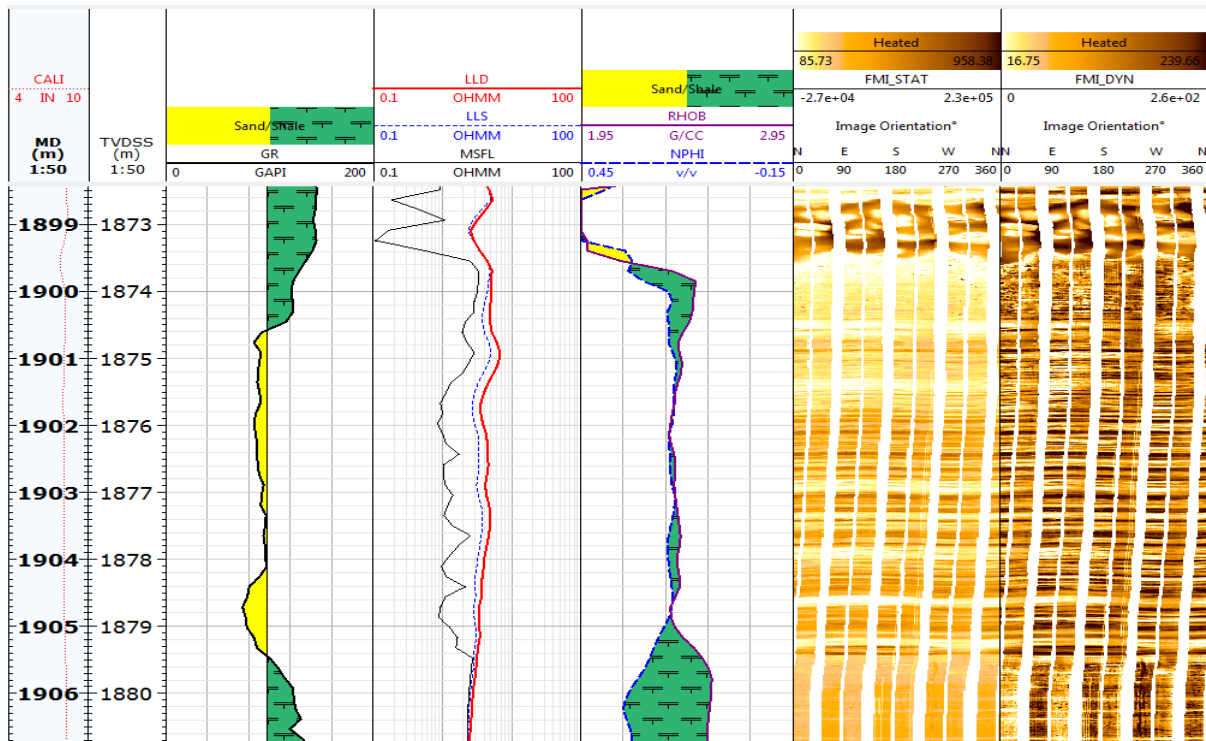 CALI
4 IN 10
MD
(m)
1:50
TVDSS
(m)
1:50
Sand/Shale
GR
0 GAPI 200
LLD
0.1 OHMM 100
LLS
0.1 OHMM 100
MSFL
0.1 OHMM 100
Sand/Shale
RHOB
1.95 G/CC 2.95
NPHI
0.45 v/v -0.15
Heated
85.73 958.38
FMI_STAT
-2.7e+04 2.3e+05
Image Orientation°
N E S W N
0 90 180 270 360
Heated
16.75 239.66
FMI_DYN
0 2.6e+02
Image Orientation°
N E S W N
0 90 180 270 360
1899 1873
1900 1874
1901 1875
1902 1876
1903 1877
1904 1878
1905 1879
1906 1880